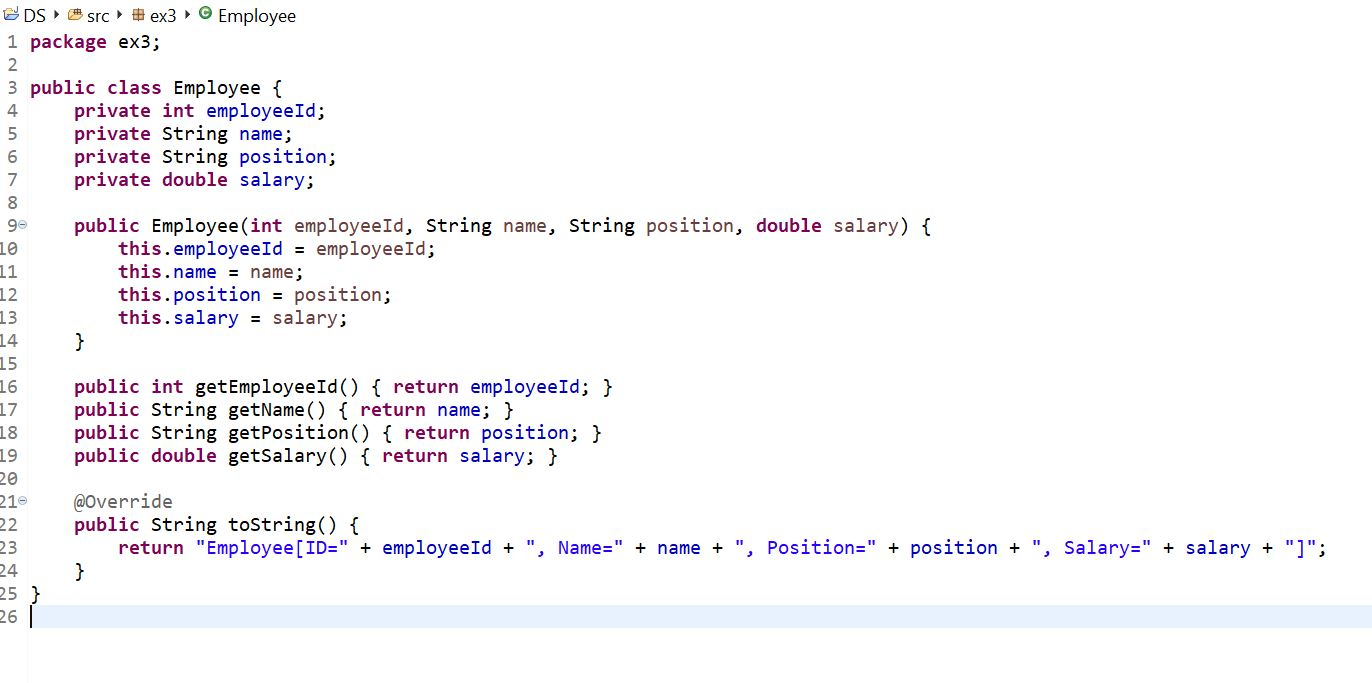 DS src ex3 Employee
1 package ex3;
2
3 public class Employee {
4     private int employeeId;
5     private String name;
6     private String position;
7     private double salary;
8
9     public Employee(int employeeId, String name, String position, double salary) {
10         this.employeeId = employeeId;
11         this.name = name;
12         this.position = position;
13         this.salary = salary;
14     }
15
16     public int getEmployeeId() { return employeeId; }
17     public String getName() { return name; }
18     public String getPosition() { return position; }
19     public double getSalary() { return salary; }
20
21     @Override
22     public String toString() {
23         return "Employee[ID=" + employeeId + ", Name=" + name + ", Position=" + position + ", Salary=" + salary + "]";
24     }
25 }
26